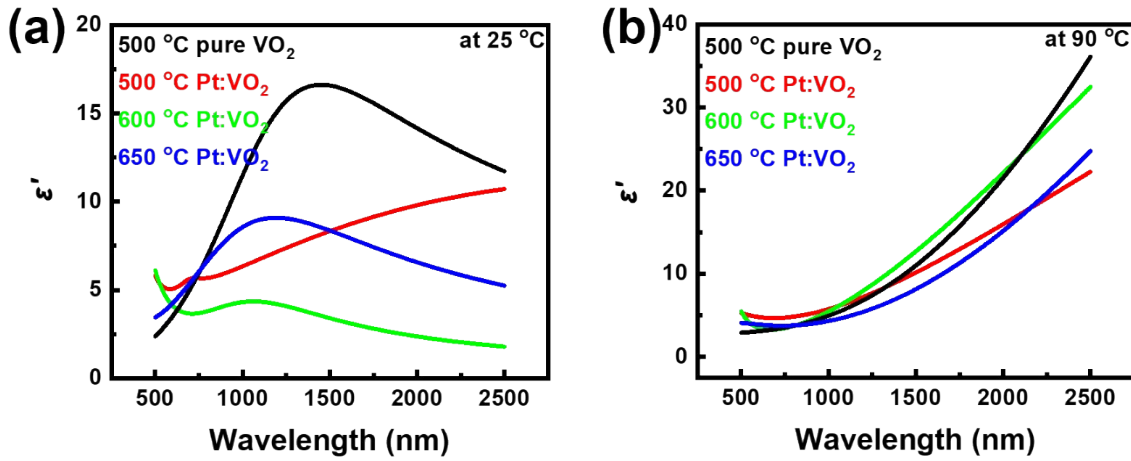 (a)
at 25 °C
500 °C pure VO₂
500 °C Pt:VO₂
600 °C Pt:VO₂
650 °C Pt:VO₂
20
15
10
5
0
ε'
500
1000
1500
2000
2500
Wavelength (nm)
(b)
at 90 °C
500 °C pure VO₂
500 °C Pt:VO₂
600 °C Pt:VO₂
650 °C Pt:VO₂
40
30
20
10
0
ε'
500
1000
1500
2000
2500
Wavelength (nm)